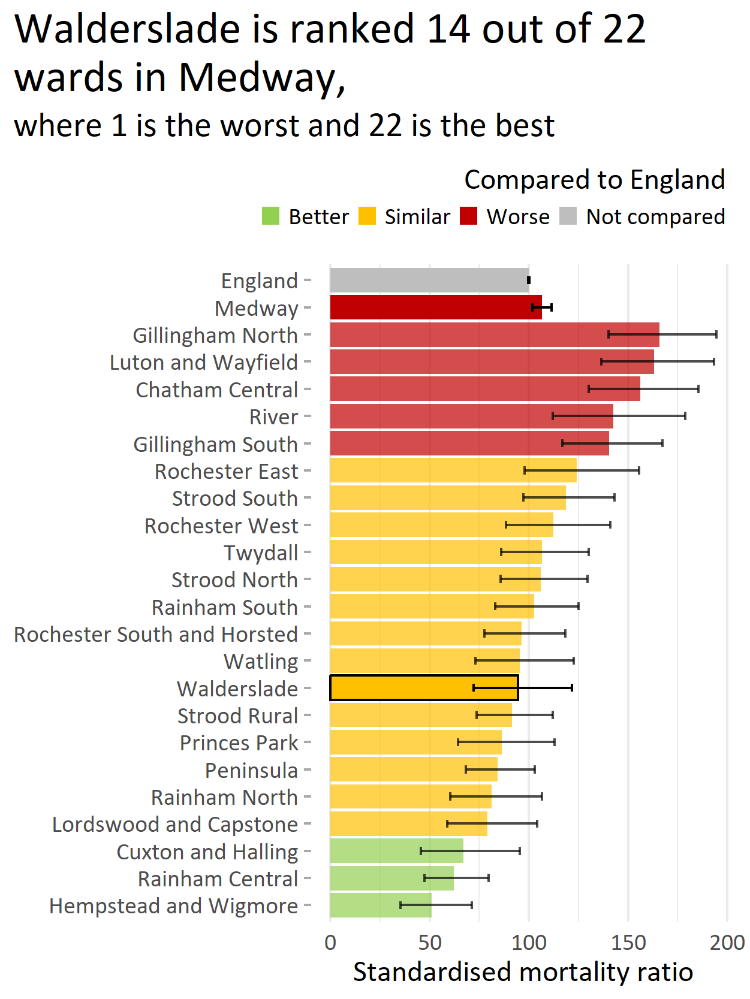 Walderslade is ranked 14 out of 22
wards in Medway,
where 1 is the worst and 22 is the best
Compared to England
Better Similar Worse Not compared
England
Medway
Gillingham North
Luton and Wayfield
Chatham Central
River
Gillingham South
Rochester East
Strood South
Rochester West
Twydall
Strood North
Rainham South
Rochester South and Horsted
Watling
Walderslade
Strood Rural
Princes Park
Peninsula
Rainham North
Lordswood and Capstone
Cuxton and Halling
Rainham Central
Hempstead and Wigmore
0 50 100 150 200
Standardised mortality ratio